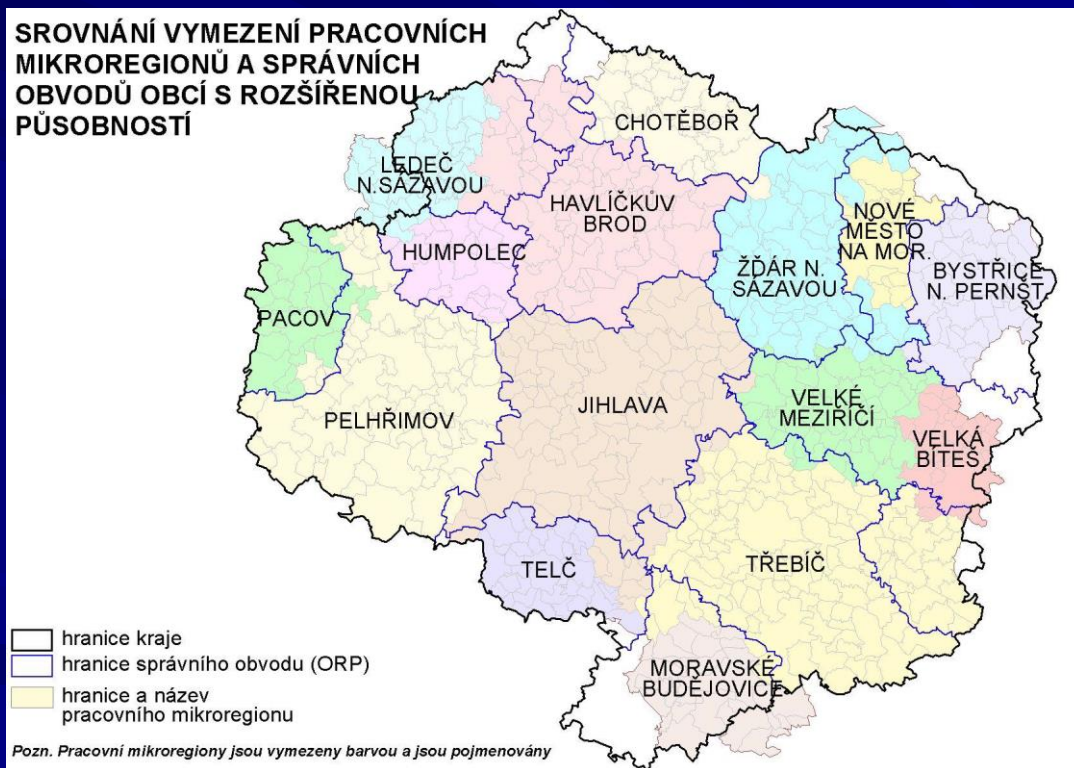 SROVNÁNÍ VYMEZENÍ PRACOVNÍCH
MIKROREGIONŮ A SPRÁVNÍCH
OBVODŮ OBCÍ S ROZŠÍŘENOU
PŮSOBNOSTÍ
CHOTĚBOŘ
LEDEČ
N.SÁZAVOU
HAVLÍČKŮV
BROD
HUMPOLEC
ŽĎÁR N.
SÁZAVOU
NOVÉ
MĚSTO
NA MOR.
BYSTŘICE
N. PERNŠT
PACOV
PELHŘIMOV
JIHLAVA
VELKÉ
MEZIŘÍČÍ
VELKÁ
BÍTEŠ
TELČ
TŘEBÍČ
MORAVSKÉ
BUDĚJOVICE
hranice kraje
hranice správního obvodu (ORP)
hranice a název
pracovního mikroregionu
Pozn. Pracovní mikroregiony jsou vymezeny barvou a jsou pojmenovány